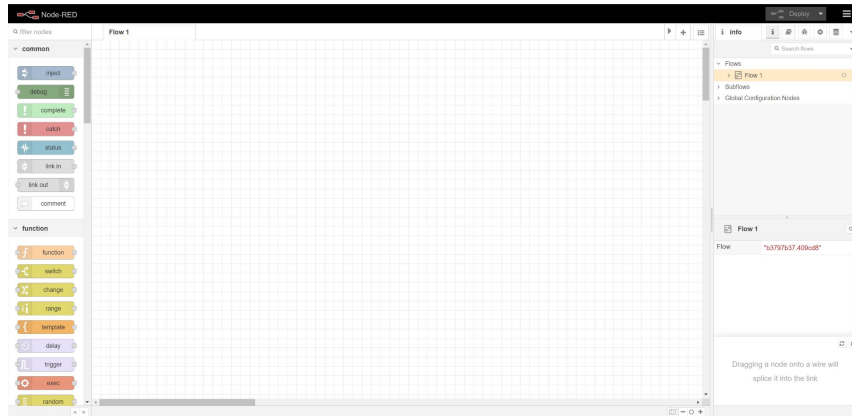 Node-RED
Deploy
filter nodes
Flow 1
info
common
inject
debug
complete
catch
status
link in
link out
comment
function
function
switch
change
range
template
delay
trigger
exec
random
Search flows
Flows
Flow 1
Subflows
Global Configuration Nodes
Flow 1
Flow "b3797b37.409cd8"
Dragging a node onto a wire will
splice it into the link